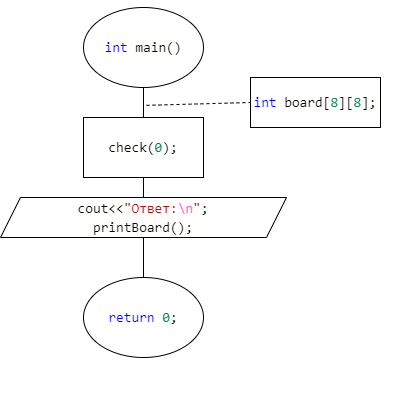 int main()
int board[8][8];
check(0);
cout<<"Ответ:\n";
printBoard();
return 0;